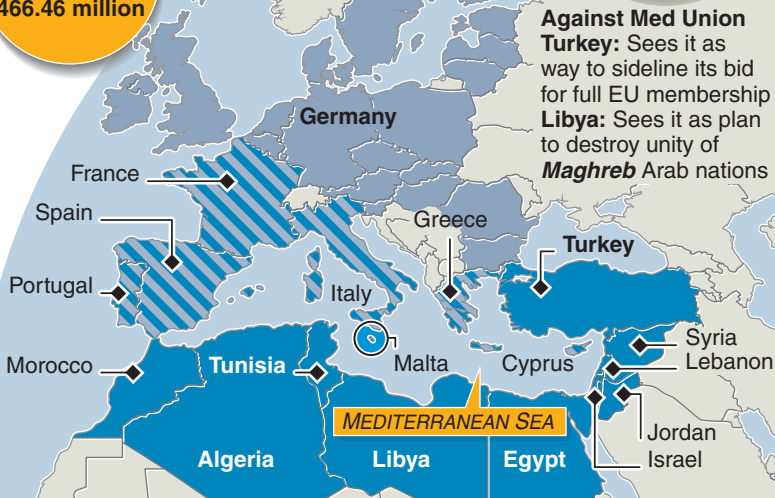 466.46 million
Against Med Union
Turkey: Sees it as
way to sideline its bid
for full EU membership
Libya: Sees it as plan
to destroy unity of
Maghreb Arab nations
Germany
France
Spain
Greece
Turkey
Portugal
Italy
Syria
Morocco
Tunisia
Malta
Cyprus
Lebanon
MEDITERRANEAN SEA
Jordan
Algeria
Libya
Egypt
Israel